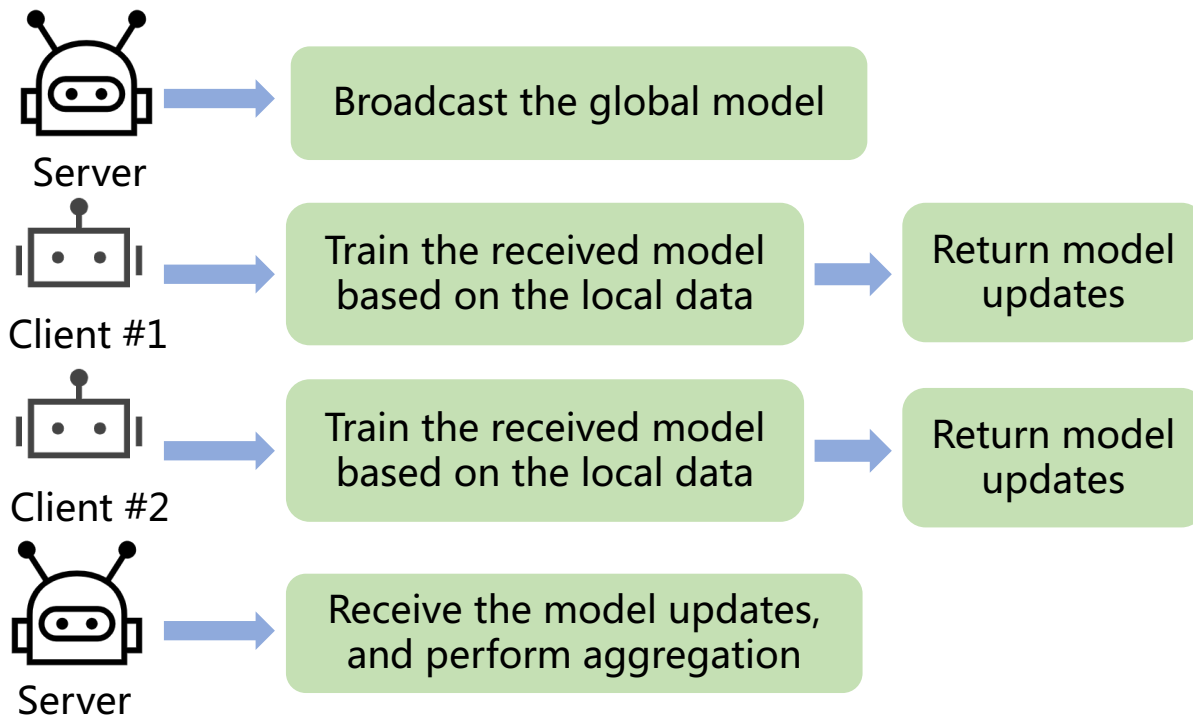 Broadcast the global model
Server
Train the received model
based on the local data
Return model
updates
Client #1
Train the received model
based on the local data
Return model
updates
Client #2
Receive the model updates,
and perform aggregation
Server